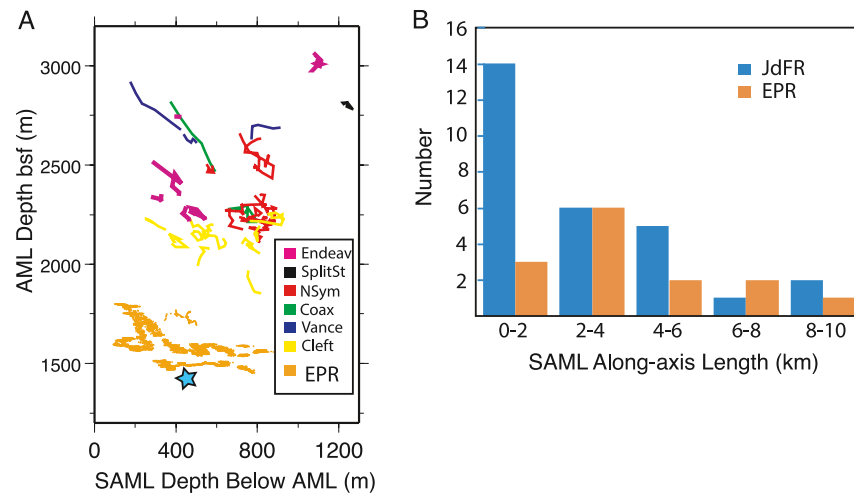 A
AML Depth bsf (m)
3000
2500
2000
1500
0
400
800
1200
SAML Depth Below AML (m)
Endeav
SplitSt
NSym
Coax
Vance
Cleft
EPR
B
Number
16
14
12
10
8
6
4
2
JdFR
EPR
0-2
2-4
4-6
6-8
8-10
SAML Along-axis Length (km)